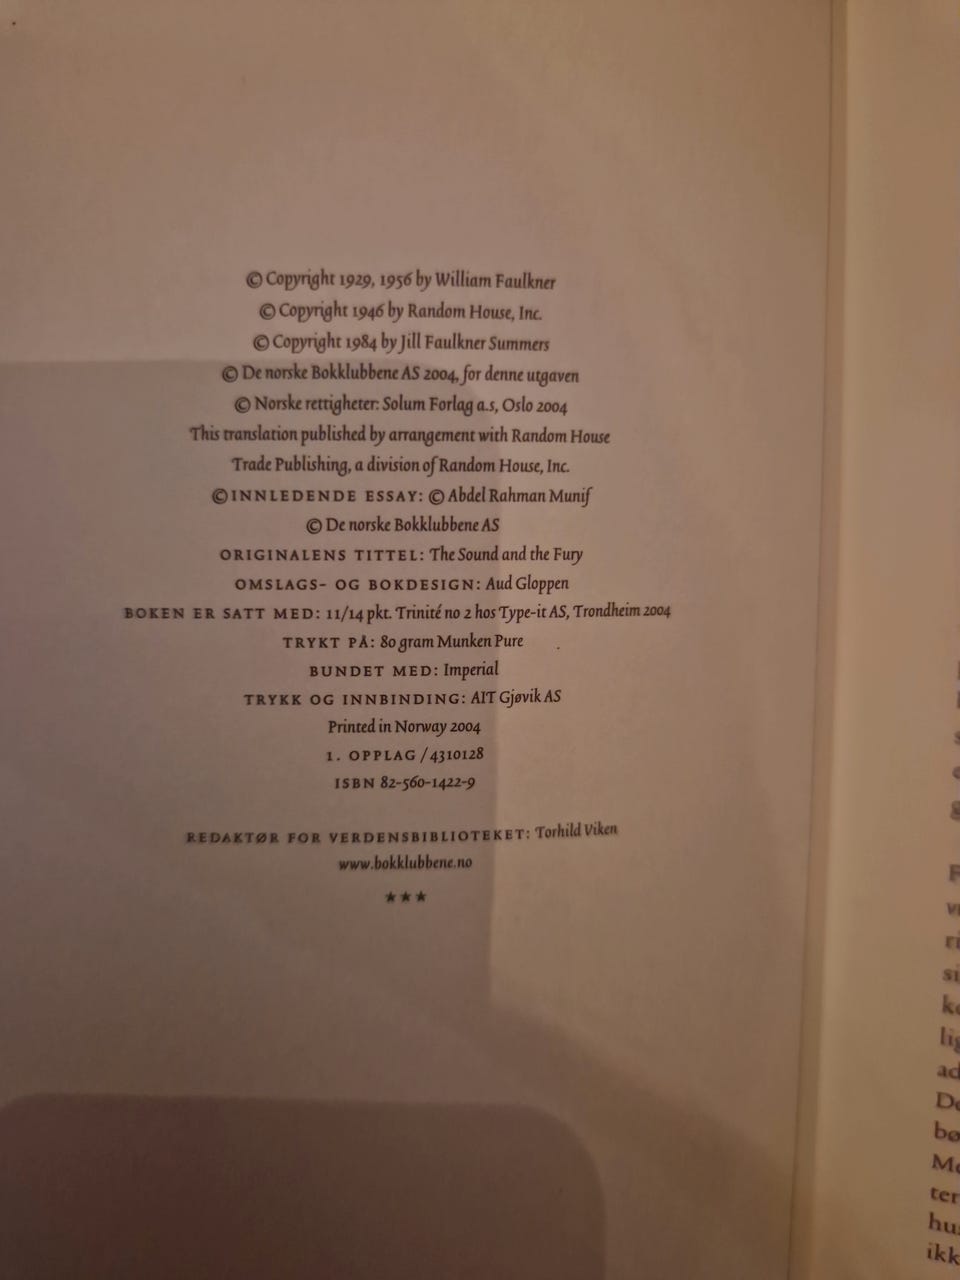 © Copyright 1929, 1956 by William Faulkner
© Copyright 1946 by Random House, Inc.
© Copyright 1984 by Jill Faulkner Summers
© De norske Bokklubbene AS 2004, for denne utgaven
© Norske rettigheter: Solum Forlag a.s, Oslo 2004
This translation published by arrangement with Random House
Trade Publishing, a division of Random House, Inc.
© INNLEDENDE ESSAY: © Abdel Rahman Munif
© De norske Bokklubbene AS
ORIGINALENS TITTEL: The Sound and the Fury
OMSLAGS- OG BOKDESIGN: Aud Gloppen
BOKEN ER SATT MED: 11/14 pkt. Trinité no 2 hos Type-it AS, Trondheim 2004
TRYKT PÅ: 80 gram Munken Pure
BUNDET MED: Imperial
TRYKK OG INNBINDING: AIT Gjøvik AS
Printed in Norway 2004
1. OPPLAG / 4310128
ISBN 82-560-1422-9
REDAKTØR FOR VERDENSBIBLIOTEKET: Torhild Viken
www.bokklubbene.no
★★★